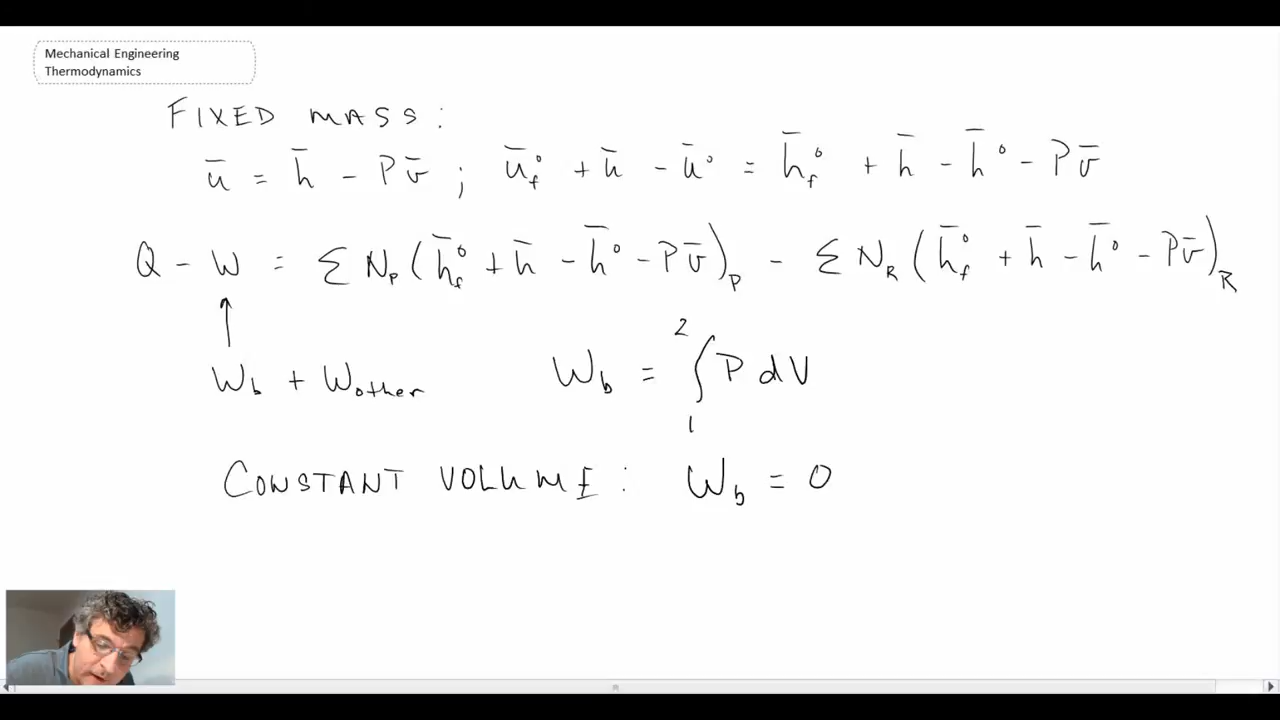 Mechanical Engineering
Thermodynamics
FIXED MASS:
ū = h̄ - Pv̄ ; ū°f + ū - ū° = h̄°f + h̄ - h̄° - Pv̄
Q - W = Σ Np (h̄°f + h̄ - h̄° - Pv̄)p - Σ NR (h̄°f + h̄ - h̄° - Pv̄)R
↑
Wb + Wother Wb = ∫₁² P dV
CONSTANT VOLUME: Wb = 0